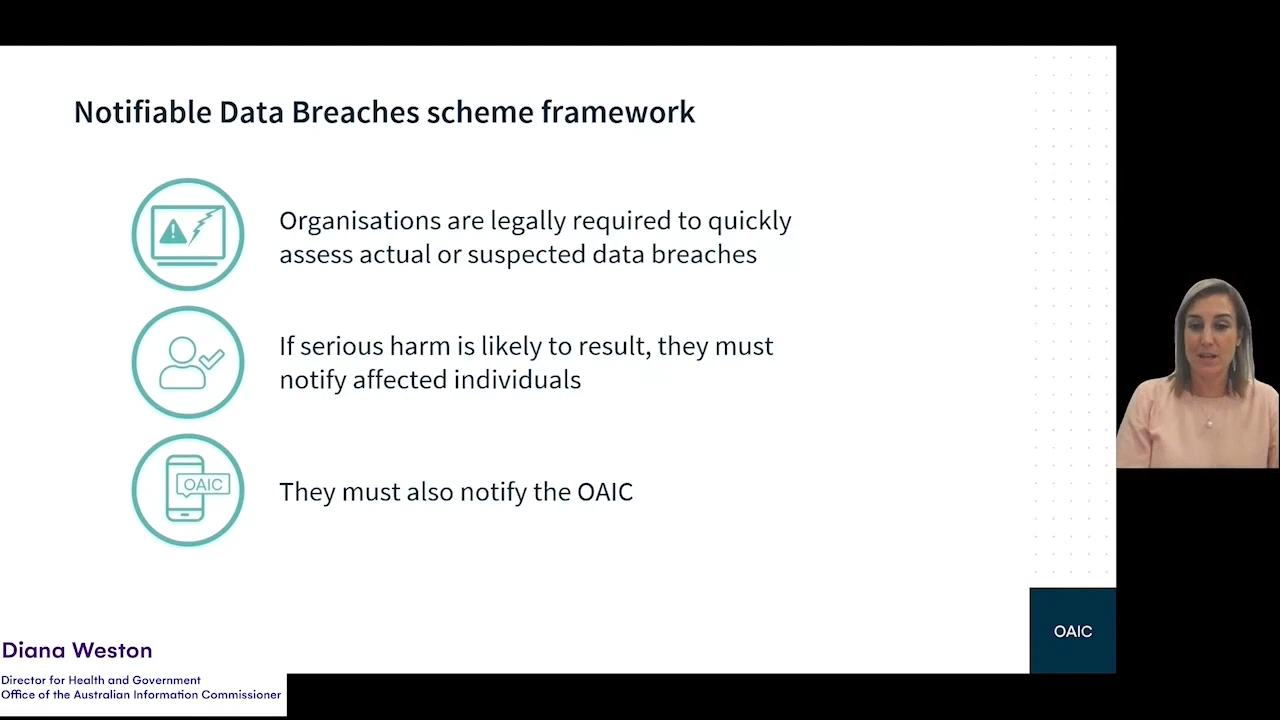 Notifiable Data Breaches scheme framework
Organisations are legally required to quickly
assess actual or suspected data breaches
If serious harm is likely to result, they must
notify affected individuals
OAIC
They must also notify the OAIC
OAIC
Diana Weston
Director for Health and Government
Office of the Australian Information Commissioner